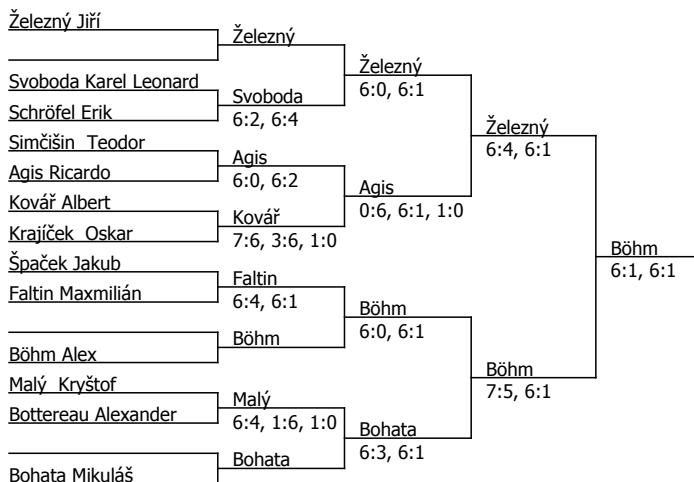 Železný Jiří
Svoboda Karel Leonard
Schröfel Erik
Simčišin  Teodor
Agis Ricardo
Kovář Albert
Krajíček  Oskar
Špaček Jakub
Faltin Maxmilián
Böhm Alex
Malý  Kryštof
Bottereau Alexander
Bohata Mikuláš
Železný
Svoboda
6:2, 6:4
Agis
6:0, 6:2
Kovář
7:6, 3:6, 1:0
Faltin
6:4, 6:1
Böhm
Malý
6:4, 1:6, 1:0
Bohata
Železný
6:0, 6:1
Agis
0:6, 6:1, 1:0
Böhm
6:0, 6:1
Bohata
6:3, 6:1
Železný
6:4, 6:1
Böhm
7:5, 6:1
Böhm
6:1, 6:1